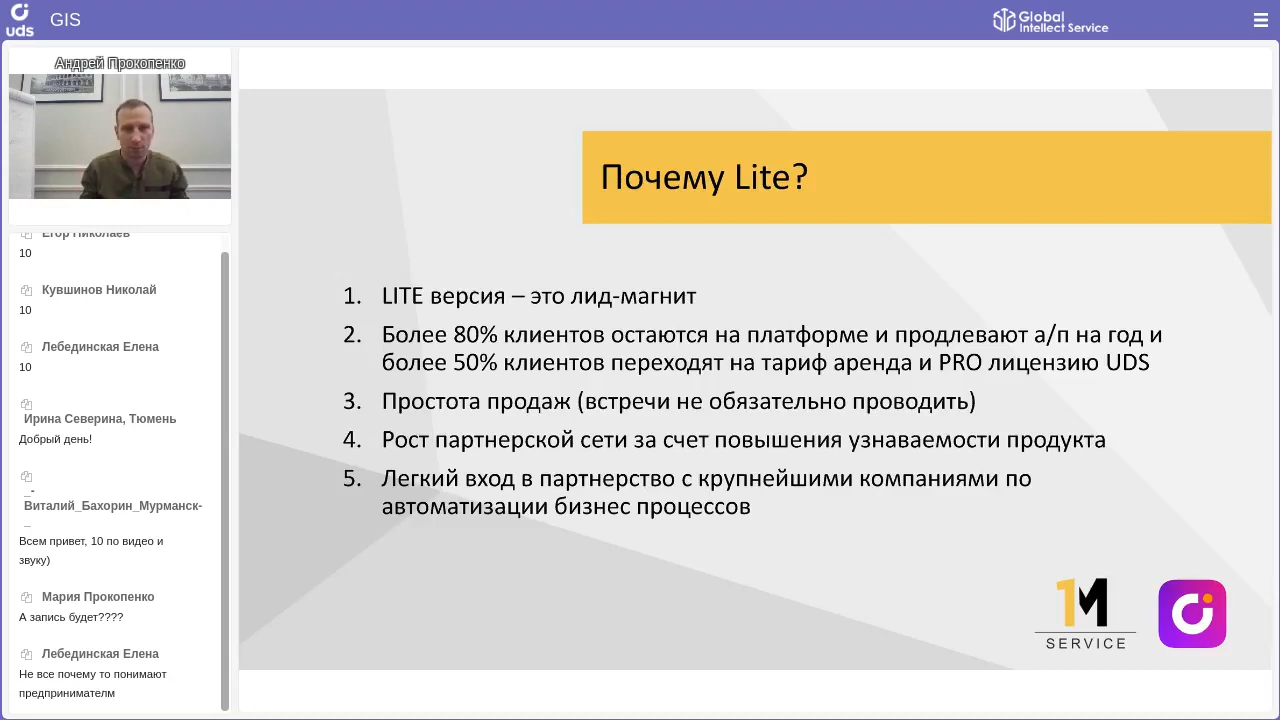 uds
GIS
Global
Intellect Service
Андрей Прокопенко
Егор Николаев
10
Кувшинов Николай
10
Лебединская Елена
10
Ирина Северина, Тюмень
Добрый день!
_-
Виталий_Бахорин_Мурманск-
_
Всем привет, 10 по видео и
звуку)
Мария Прокопенко
А запись будет????
Лебединская Елена
Не все почему то понимают
предпринимателм
Почему Lite?
1. LITE версия – это лид-магнит
2. Более 80% клиентов остаются на платформе и продлевают а/п на год и
более 50% клиентов переходят на тариф аренда и PRO лицензию UDS
3. Простота продаж (встречи не обязательно проводить)
4. Рост партнерской сети за счет повышения узнаваемости продукта
5. Легкий вход в партнерство с крупнейшими компаниями по
автоматизации бизнес процессов
1M
SERVICE